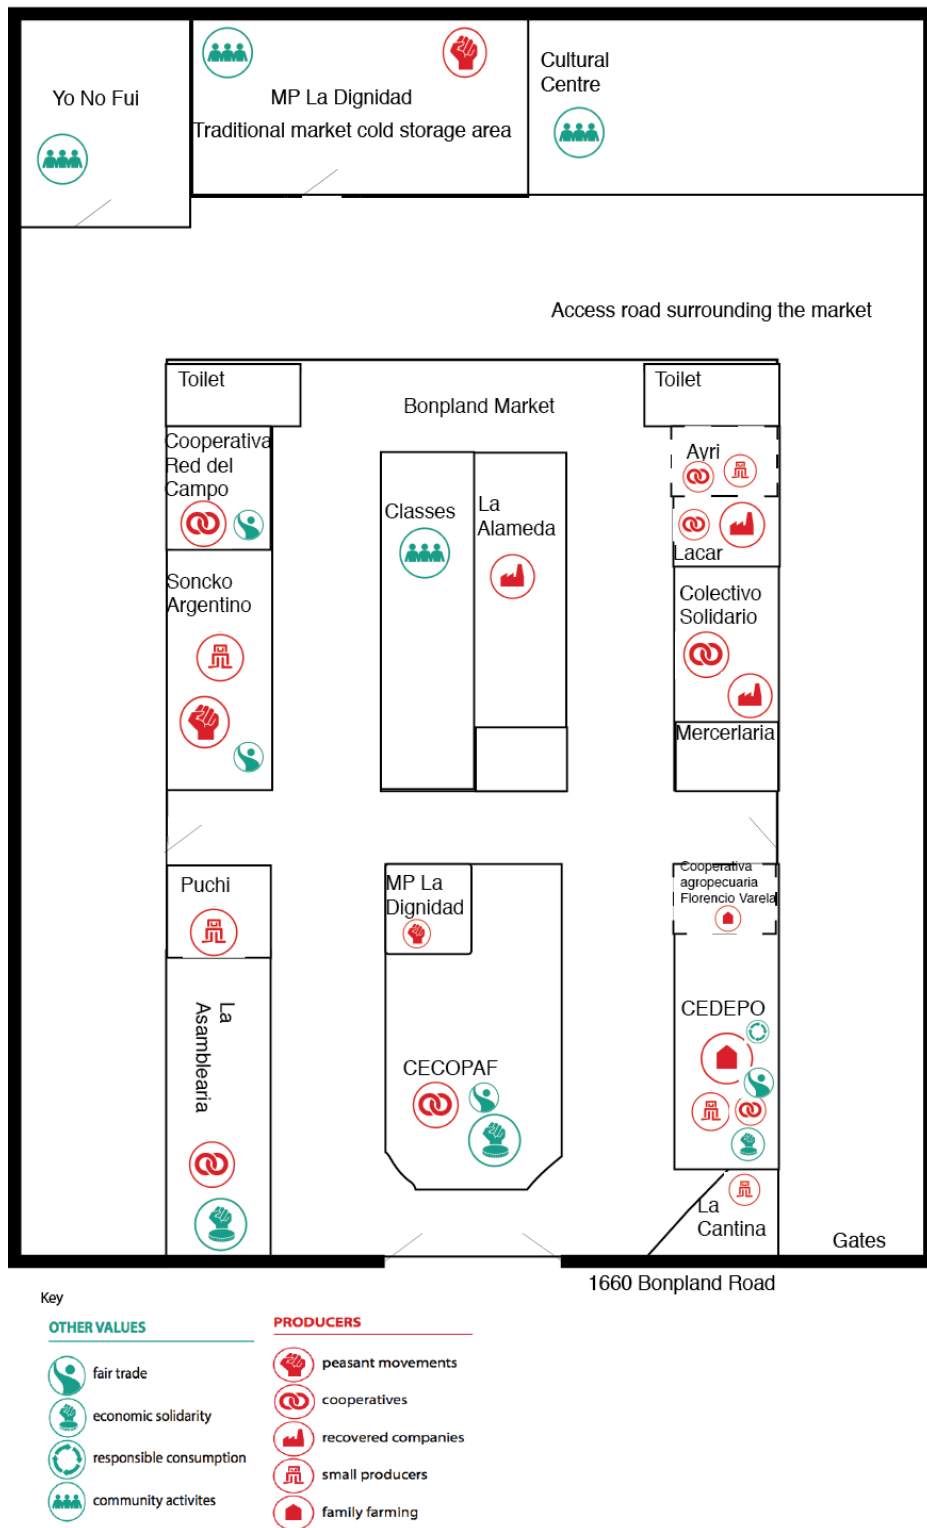 Yo No Fui
MP La Dignidad
Traditional market cold storage area
Cultural
Centre
Access road surrounding the market
Toilet
Bonpland Market
Toilet
Cooperativa
Red del
Campo
Classes
La
Alameda
Ayri
Lacar
Soncko
Argentino
Colectivo
Solidario
Mercerlaria
Puchi
MP La
Dignidad
Cooperativa
agropecuaria
Florencio Varela
La
Asamblearia
CECOPAF
CEDEPO
La
Cantina
Gates
1660 Bonpland Road
Key
OTHER VALUES
fair trade
economic solidarity
responsible consumption
community activites
PRODUCERS
peasant movements
cooperatives
recovered companies
small producers
family farming